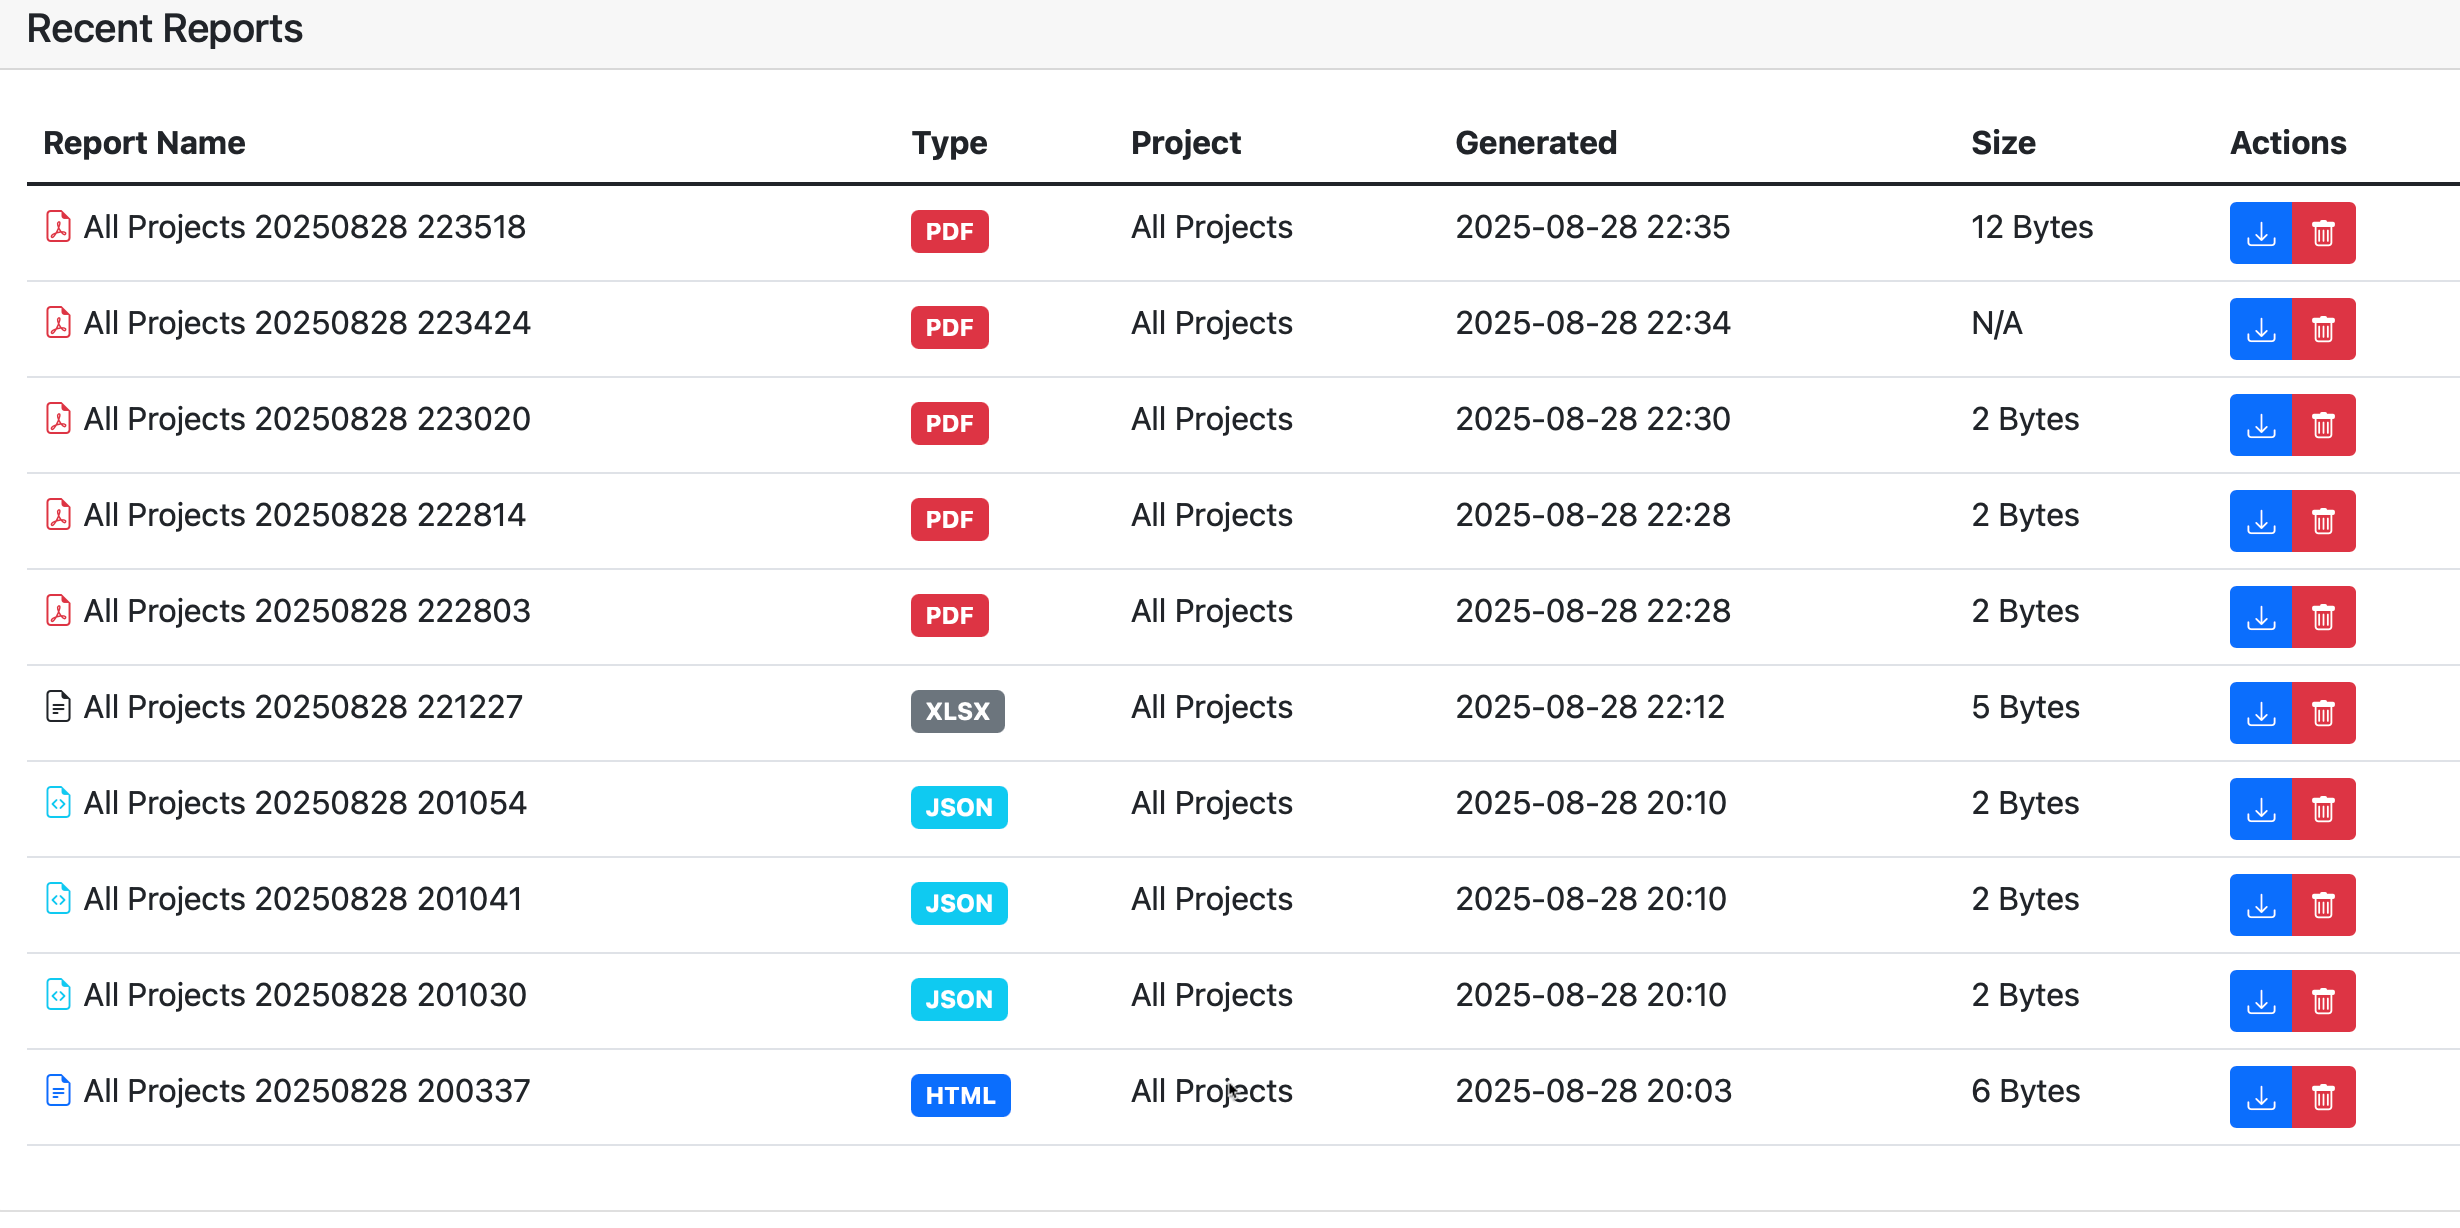 Recent Reports
Report Name Type Project Generated Size Actions
All Projects 20250828 223518 PDF All Projects 2025-08-28 22:35 12 Bytes
All Projects 20250828 223424 PDF All Projects 2025-08-28 22:34 N/A
All Projects 20250828 223020 PDF All Projects 2025-08-28 22:30 2 Bytes
All Projects 20250828 222814 PDF All Projects 2025-08-28 22:28 2 Bytes
All Projects 20250828 222803 PDF All Projects 2025-08-28 22:28 2 Bytes
All Projects 20250828 221227 XLSX All Projects 2025-08-28 22:12 5 Bytes
All Projects 20250828 201054 JSON All Projects 2025-08-28 20:10 2 Bytes
All Projects 20250828 201041 JSON All Projects 2025-08-28 20:10 2 Bytes
All Projects 20250828 201030 JSON All Projects 2025-08-28 20:10 2 Bytes
All Projects 20250828 200337 HTML All Projects 2025-08-28 20:03 6 Bytes